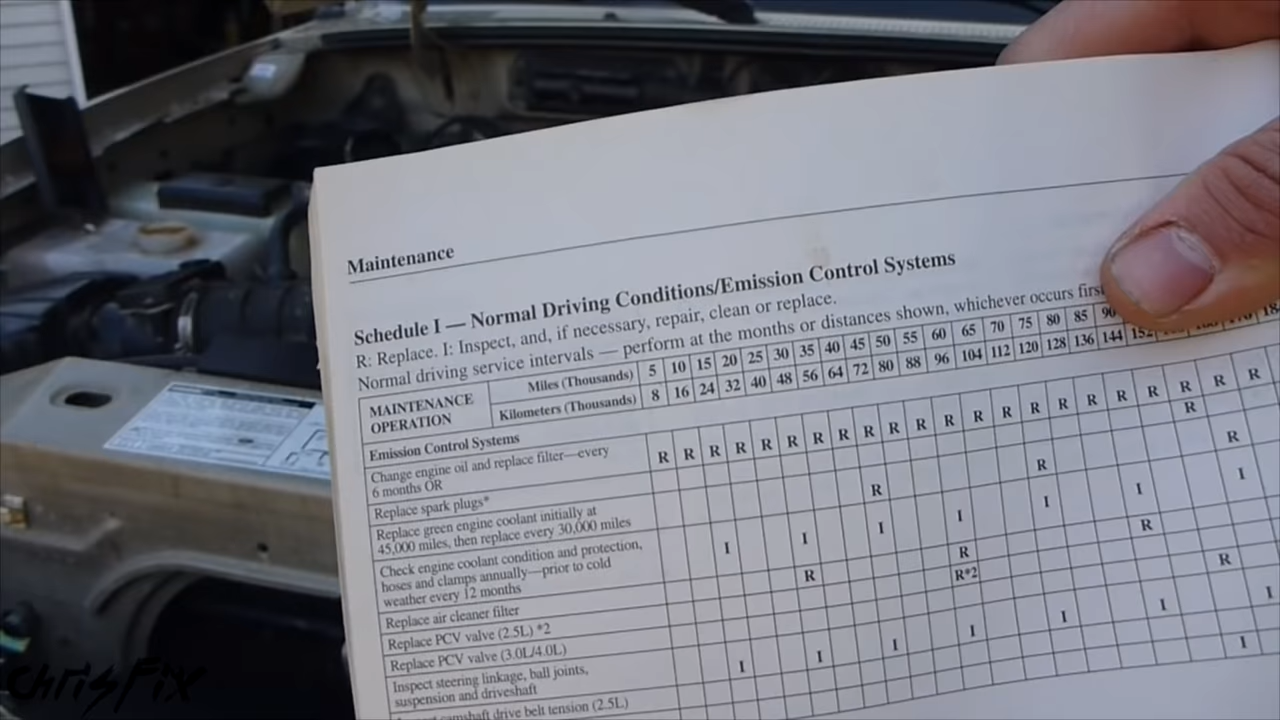 Maintenance
Schedule I — Normal Driving Conditions/Emission Control Systems
R: Replace. I: Inspect, and, if necessary, repair, clean or replace.
Normal driving service intervals — perform at the months or distances shown, whichever occurs first
MAINTENANCE
OPERATION
Miles (Thousands) 5 10 15 20 25 30 35 40 45 50 55 60 65 70 75 80 85 90
Kilometers (Thousands) 8 16 24 32 40 48 56 64 72 80 88 96 104 112 120 128 136 144 152
Emission Control Systems
Change engine oil and replace filter—every
6 months OR
R R R R R R R R R R R R R R R R R R R R R R
Replace spark plugs* R
Replace green engine coolant initially at
45,000 miles, then replace every 30,000 miles
R R R
Check engine coolant condition and protection,
hoses and clamps annually—prior to cold
weather every 12 months
I I I I I I I
Replace air cleaner filter R R R
Replace PCV valve (2.5L) *2 R*2
Replace PCV valve (3.0L/4.0L) R
Inspect steering linkage, ball joints,
suspension and driveshaft
I I I I I I I
camshaft drive belt tension (2.5L) I
ChrisFix